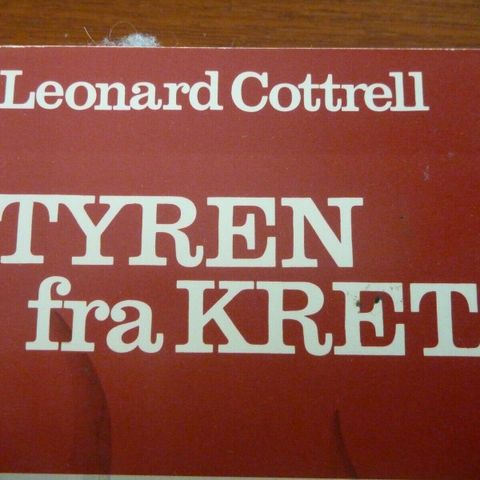 Leonard Cottrell
TYREN
fra KRET